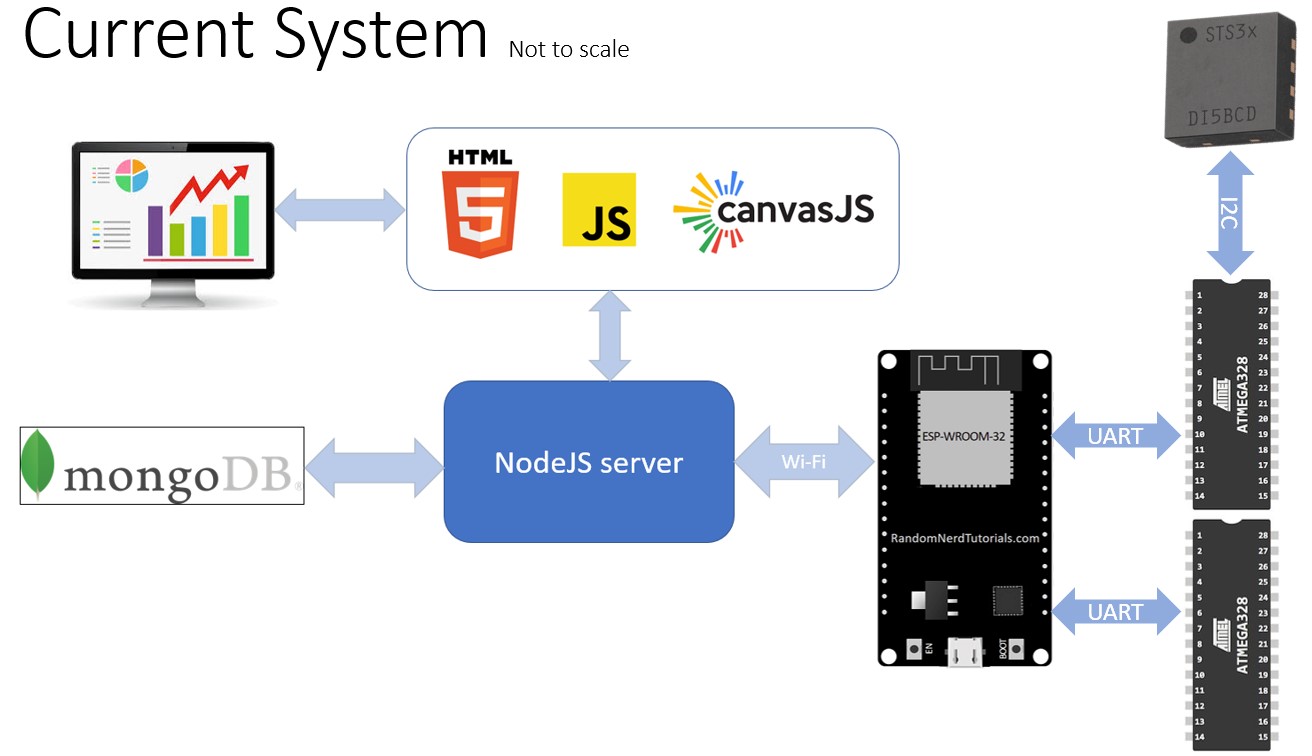 Current System Not to scale
STS3x
DI5BCD
HTML
5
JS
canvasJS
I2C
1 28
2 27
3 26
4 25
5 24
6 23
7 22
8 21
9 20
10 19
11 18
12 17
13 16
14 15
ATMEL
ATMEGA328
mongoDB®
NodeJS server
Wi-Fi
ESP-WROOM-32
RandomNerdTutorials.com
EN
BOOT
UART
UART
1 28
2 27
3 26
4 25
5 24
6 23
7 22
8 21
9 20
10 19
11 18
12 17
13 16
14 15
ATMEL
ATMEGA328